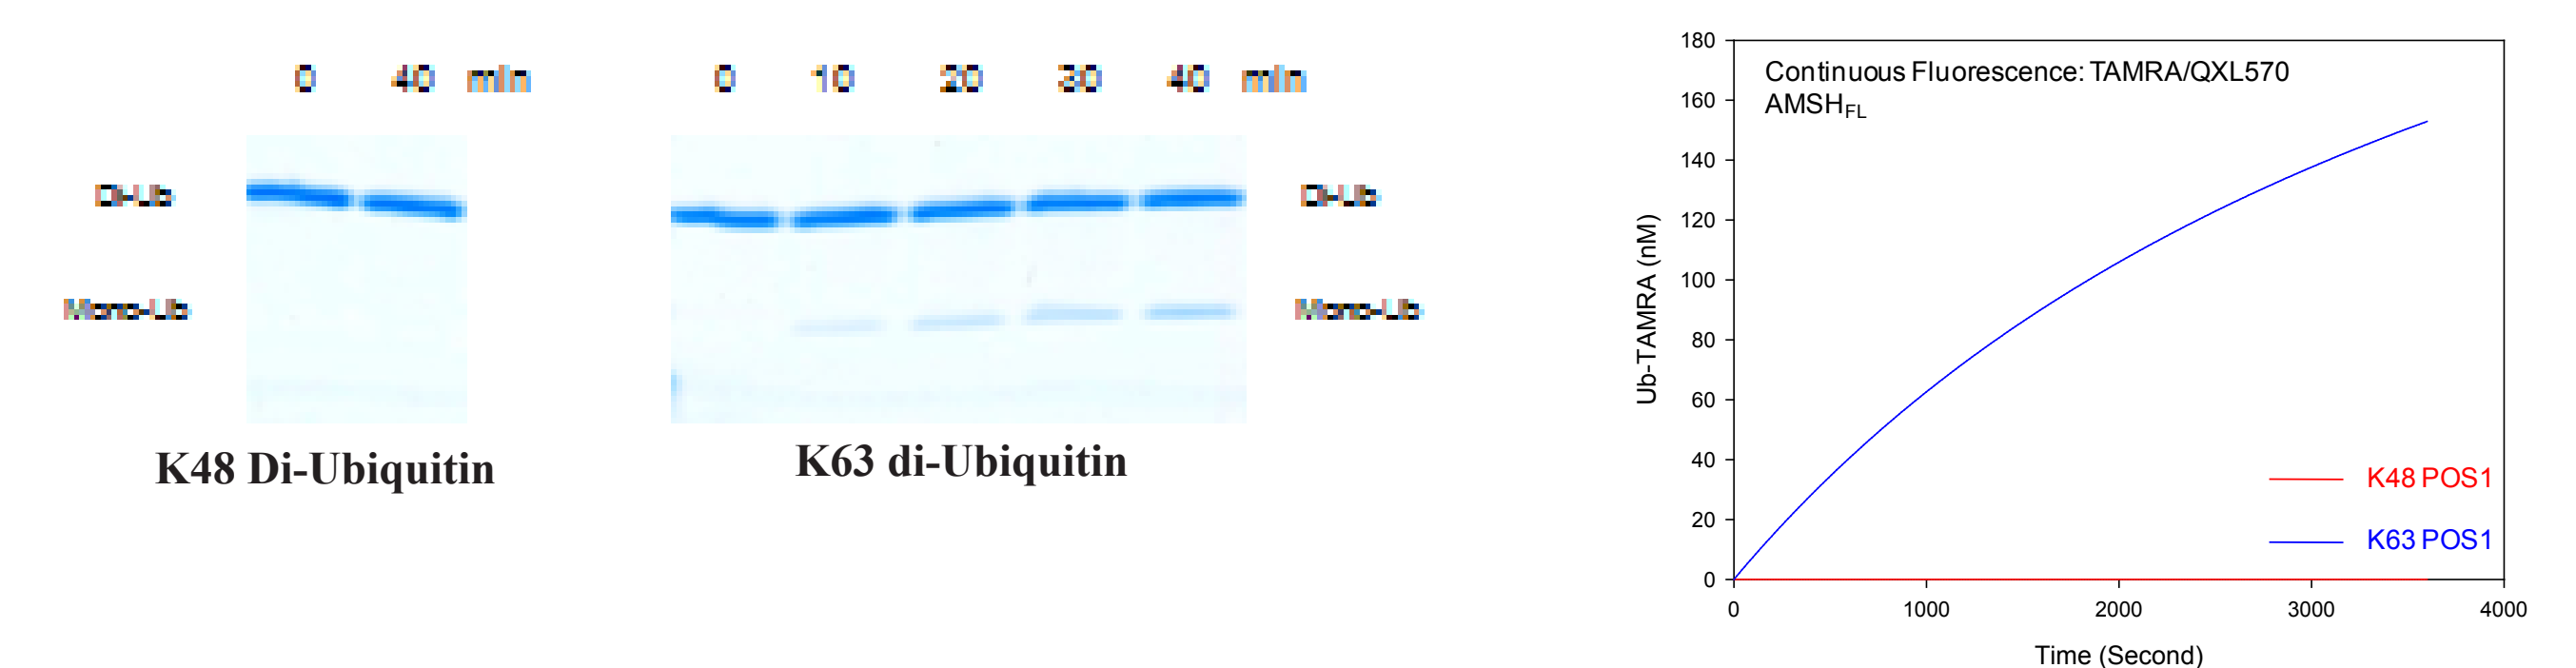 0 40 min
Di-Ub
Mono-Ub
K48 Di-Ubiquitin
0 10 20 30 40 min
Di-Ub
Mono-Ub
K63 di-Ubiquitin
Continuous Fluorescence: TAMRA/QXL570
AMSH_FL
Ub-TAMRA (nM)
180
160
140
120
100
80
60
40
20
0
K48 POS1
K63 POS1
0 1000 2000 3000 4000
Time (Second)